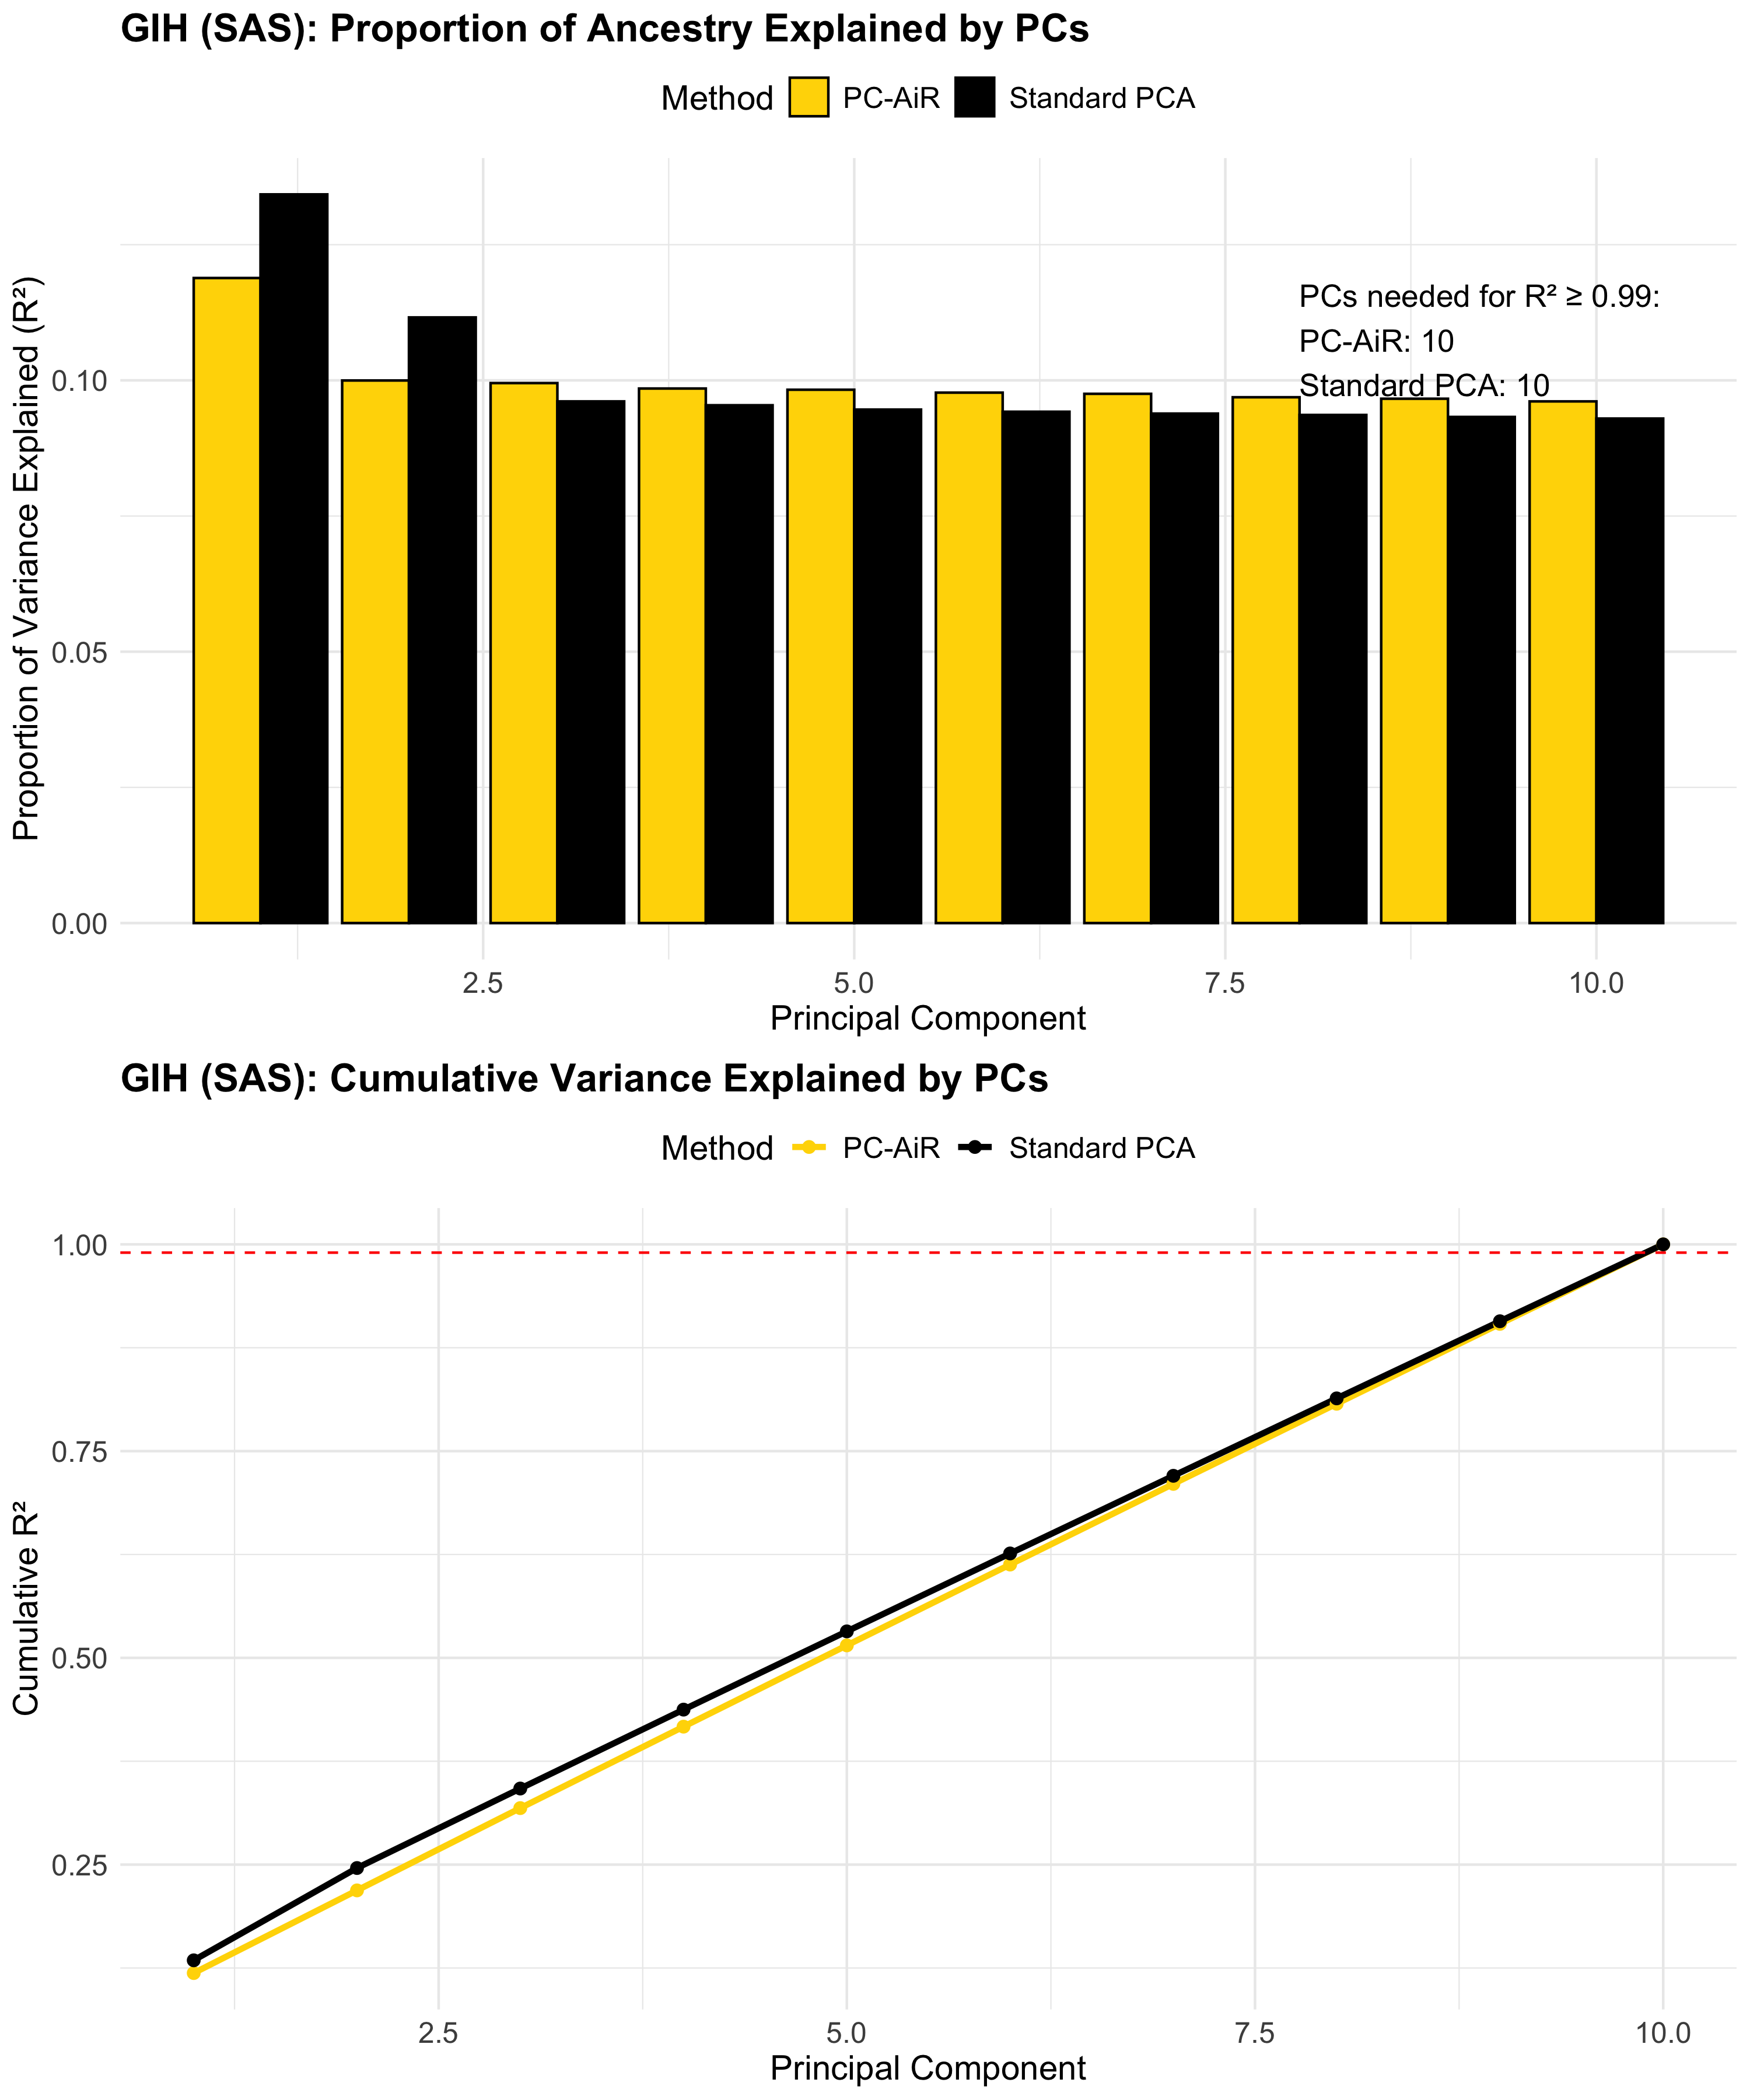 GIH (SAS): Proportion of Ancestry Explained by PCs
Method PC-AiR Standard PCA
Proportion of Variance Explained (R²)
PCs needed for R² ≥ 0.99:
PC-AiR: 10
Standard PCA: 10
0.10
0.05
0.00
2.5 5.0 7.5 10.0
Principal Component
GIH (SAS): Cumulative Variance Explained by PCs
Method PC-AiR Standard PCA
Cumulative R²
1.00
0.75
0.50
0.25
2.5 5.0 7.5 10.0
Principal Component